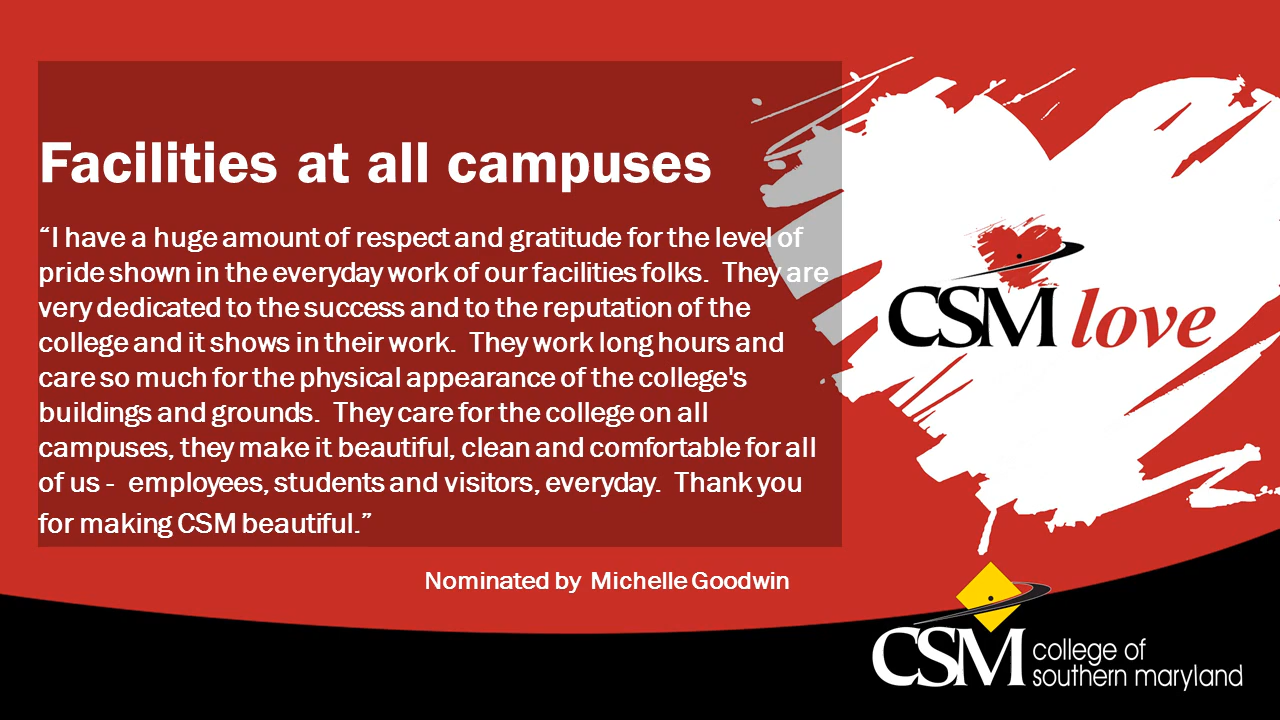 Facilities at all campuses
“I have a huge amount of respect and gratitude for the level of
pride shown in the everyday work of our facilities folks.  They are
very dedicated to the success and to the reputation of the
college and it shows in their work.  They work long hours and
care so much for the physical appearance of the college's
buildings and grounds.  They care for the college on all
campuses, they make it beautiful, clean and comfortable for all
of us -  employees, students and visitors, everyday.  Thank you
for making CSM beautiful.”
Nominated by  Michelle Goodwin
CSM love
CSM college of
southern maryland